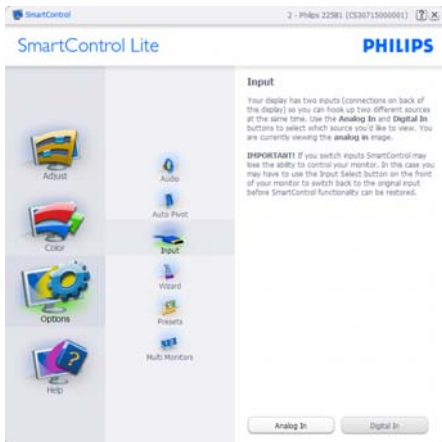 SmartControl
2 - Philips 225B1 (CS30715000001)
SmartControl Lite
PHILIPS
Adjust
Color
Options
Help
Audio
Auto Pivot
Input
Wizard
Presets
Multi Monitors
Input
Your display has two inputs (connections on back of
this display) so you can hook up two different sources
at the same time. Use the Analog In and Digital In
buttons to select which source you'd like to view. You
are currently viewing the analog in image.
IMPORTANT! If you switch inputs SmartControl may
lose the ability to control your monitor. In this case you
may have to use the Input Select button on the front
of your monitor to switch back to the original input
before SmartControl functionality can be restored.
Analog In
Digital In